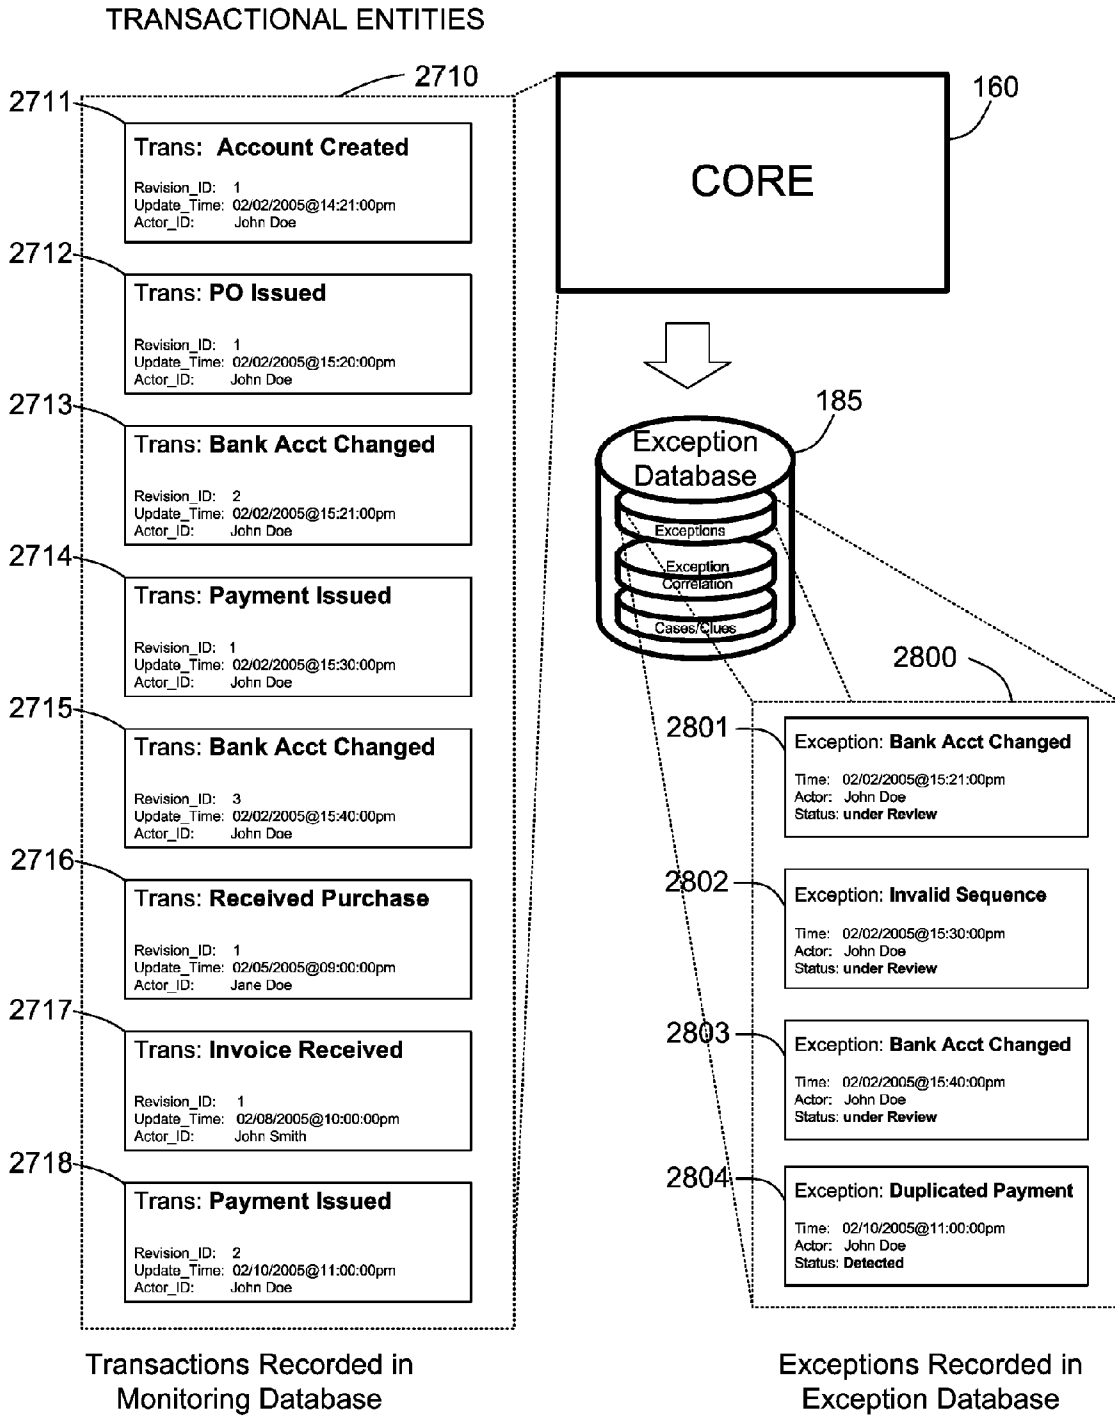 TRANSACTIONAL ENTITIES
2710
2711
Trans: Account Created
Revision_ID: 1
Update_Time: 02/02/2005@14:21:00pm
Actor_ID: John Doe
2712
Trans: PO Issued
Revision_ID: 1
Update_Time: 02/02/2005@15:20:00pm
Actor_ID: John Doe
2713
Trans: Bank Acct Changed
Revision_ID: 2
Update_Time: 02/02/2005@15:21:00pm
Actor_ID: John Doe
2714
Trans: Payment Issued
Revision_ID: 1
Update_Time: 02/02/2005@15:30:00pm
Actor_ID: John Doe
2715
Trans: Bank Acct Changed
Revision_ID: 3
Update_Time: 02/02/2005@15:40:00pm
Actor_ID: John Doe
2716
Trans: Received Purchase
Revision_ID: 1
Update_Time: 02/05/2005@09:00:00pm
Actor_ID: Jane Doe
2717
Trans: Invoice Received
Revision_ID: 1
Update_Time: 02/08/2005@10:00:00pm
Actor_ID: John Smith
2718
Trans: Payment Issued
Revision_ID: 2
Update_Time: 02/10/2005@11:00:00pm
Actor_ID: John Doe
Transactions Recorded in
Monitoring Database
160
CORE
185
Exception
Database
Exceptions
Exception
Correlation
Cases/Clues
2800
2801
Exception: Bank Acct Changed
Time: 02/02/2005@15:21:00pm
Actor: John Doe
Status: under Review
2802
Exception: Invalid Sequence
Time: 02/02/2005@15:30:00pm
Actor: John Doe
Status: under Review
2803
Exception: Bank Acct Changed
Time: 02/02/2005@15:40:00pm
Actor: John Doe
Status: under Review
2804
Exception: Duplicated Payment
Time: 02/10/2005@11:00:00pm
Actor: John Doe
Status: Detected
Exceptions Recorded in
Exception Database